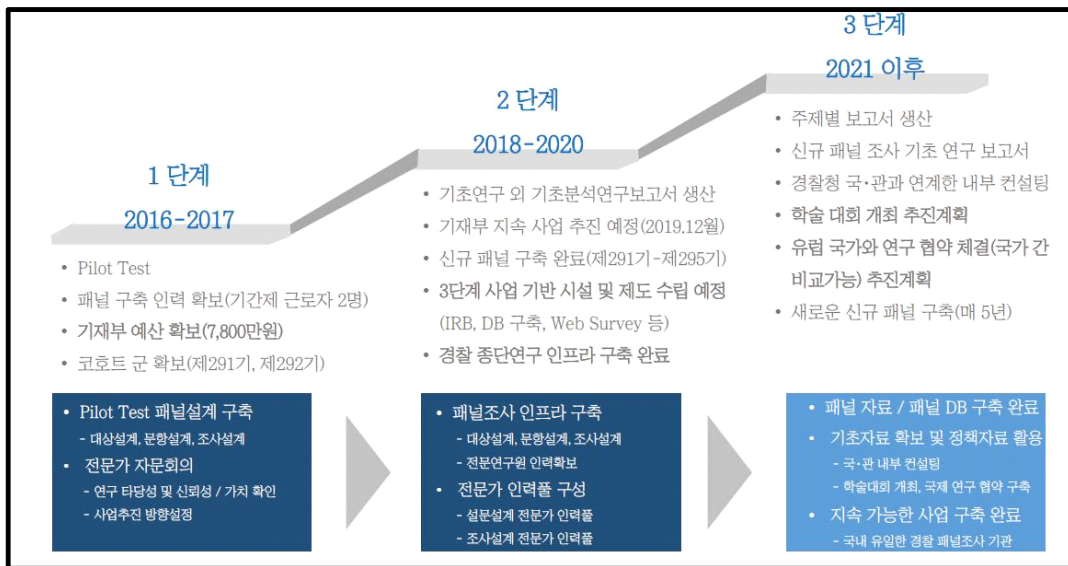 1 단계
2016-2017
• Pilot Test
• 패널 구축 인력 확보(기간제 근로자 2명)
• 기재부 예산 확보(7,800만원)
• 코호트 군 확보(제291기, 제292기)
• Pilot Test 패널설계 구축
- 대상설계, 문항설계, 조사설계
• 전문가 자문회의
- 연구 타당성 및 신뢰성 / 가치 확인
- 사업추진 방향설정
2 단계
2018-2020
• 기초연구 외 기초분석연구보고서 생산
• 기재부 지속 사업 추진 예정(2019.12월)
• 신규 패널 구축 완료(제291기-제295기)
• 3단계 사업 기반 시설 및 제도 수립 예정
(IRB, DB 구축, Web Survey 등)
• 경찰 종단연구 인프라 구축 완료
• 패널조사 인프라 구축
- 대상설계, 문항설계, 조사설계
- 전문연구원 인력확보
• 전문가 인력풀 구성
- 설문설계 전문가 인력풀
- 조사설계 전문가 인력풀
3 단계
2021 이후
• 주제별 보고서 생산
• 신규 패널 조사 기초 연구 보고서
• 경찰청 국·관과 연계한 내부 컨설팅
• 학술 대회 개최 추진계획
• 유럽 국가와 연구 협약 체결(국가 간
비교가능) 추진계획
• 새로운 신규 패널 구축(매 5년)
• 패널 자료 / 패널 DB 구축 완료
• 기초자료 확보 및 정책자료 활용
- 국·관 내부 컨설팅
- 학술대회 개최, 국제 연구 협약 구축
• 지속 가능한 사업 구축 완료
- 국내 유일한 경찰 패널조사 기관